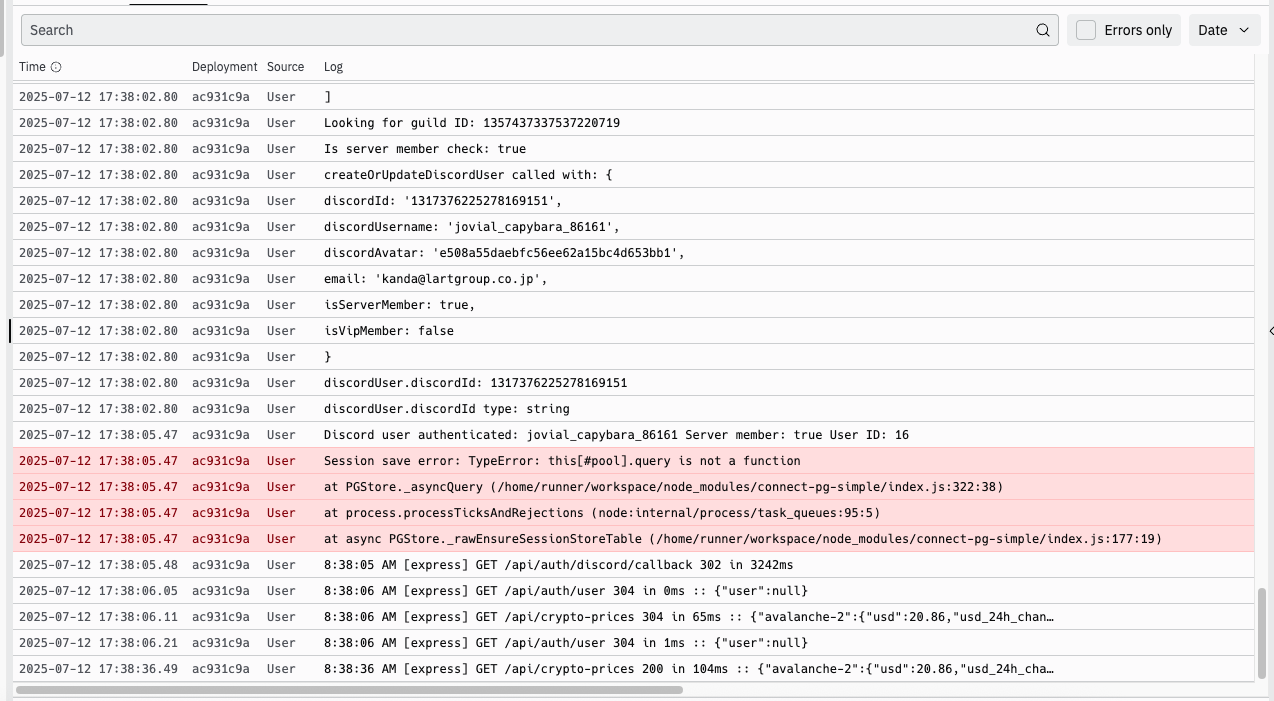 Search
Errors only
Date
Time Deployment Source Log
2025-07-12 17:38:02.80 ac931c9a User ]
2025-07-12 17:38:02.80 ac931c9a User Looking for guild ID: 1357437337537220719
2025-07-12 17:38:02.80 ac931c9a User Is server member check: true
2025-07-12 17:38:02.80 ac931c9a User createOrUpdateDiscordUser called with: {
2025-07-12 17:38:02.80 ac931c9a User discordId: '1317376225278169151',
2025-07-12 17:38:02.80 ac931c9a User discordUsername: 'jovial_capybara_86161',
2025-07-12 17:38:02.80 ac931c9a User discordAvatar: 'e508a55daebfc56ee62a15bc4d653bb1',
2025-07-12 17:38:02.80 ac931c9a User email: 'kanda@lartgroup.co.jp',
2025-07-12 17:38:02.80 ac931c9a User isServerMember: true,
2025-07-12 17:38:02.80 ac931c9a User isVipMember: false
2025-07-12 17:38:02.80 ac931c9a User }
2025-07-12 17:38:02.80 ac931c9a User discordUser.discordId: 1317376225278169151
2025-07-12 17:38:02.80 ac931c9a User discordUser.discordId type: string
2025-07-12 17:38:05.47 ac931c9a User Discord user authenticated: jovial_capybara_86161 Server member: true User ID: 16
2025-07-12 17:38:05.47 ac931c9a User Session save error: TypeError: this[#pool].query is not a function
2025-07-12 17:38:05.47 ac931c9a User at PGStore._asyncQuery (/home/runner/workspace/node_modules/connect-pg-simple/index.js:322:38)
2025-07-12 17:38:05.47 ac931c9a User at process.processTicksAndRejections (node:internal/process/task_queues:95:5)
2025-07-12 17:38:05.47 ac931c9a User at async PGStore._rawEnsureSessionStoreTable (/home/runner/workspace/node_modules/connect-pg-simple/index.js:177:19)
2025-07-12 17:38:05.48 ac931c9a User 8:38:05 AM [express] GET /api/auth/discord/callback 302 in 3242ms
2025-07-12 17:38:06.05 ac931c9a User 8:38:06 AM [express] GET /api/auth/user 304 in 0ms :: {"user":null}
2025-07-12 17:38:06.11 ac931c9a User 8:38:06 AM [express] GET /api/crypto-prices 304 in 65ms :: {"avalanche-2":{"usd":20.86,"usd_24h_chan…
2025-07-12 17:38:06.21 ac931c9a User 8:38:06 AM [express] GET /api/auth/user 304 in 1ms :: {"user":null}
2025-07-12 17:38:36.49 ac931c9a User 8:38:36 AM [express] GET /api/crypto-prices 200 in 104ms :: {"avalanche-2":{"usd":20.86,"usd_24h_cha…